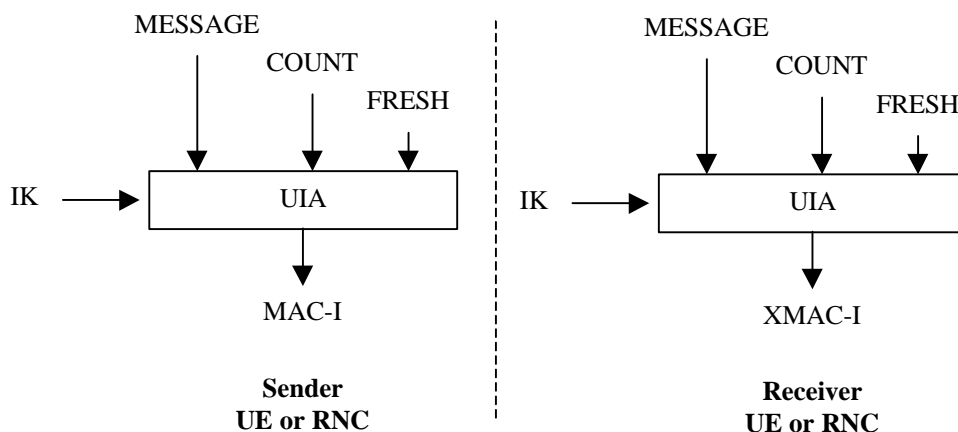 MESSAGE
COUNT
FRESH
IK
UIA
MAC-I
Sender
UE or RNC
MESSAGE
COUNT
FRESH
IK
UIA
XMAC-I
Receiver
UE or RNC